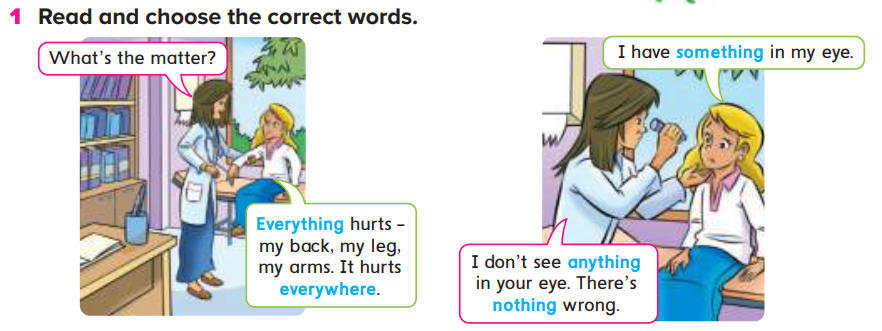 1 Read and choose the correct words.
What's the matter?
Everything hurts –
my back, my leg,
my arms. It hurts
everywhere.
I have something in my eye.
I don't see anything
in your eye. There's
nothing wrong.